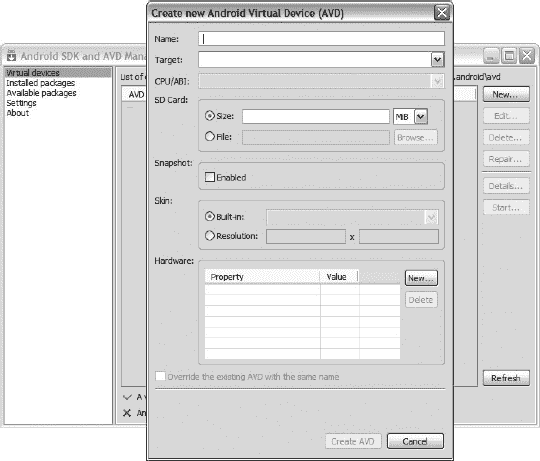 Create new Android Virtual Device (AVD)
Android SDK and AVD Mana
Virtual devices
Installed packages
Available packages
Settings
About
List of e
.android\avd
AVD
Name:
Target:
CPU/ABI:
SD Card:
Size:
MiB
File:
Browse...
Snapshot:
Enabled
Skin:
Built-in:
Resolution:
x
Hardware:
Property Value
New...
Delete
Override the existing AVD with the same name
Create AVD Cancel
New...
Edit...
Delete...
Repair...
Details...
Start...
Refresh
A v
An